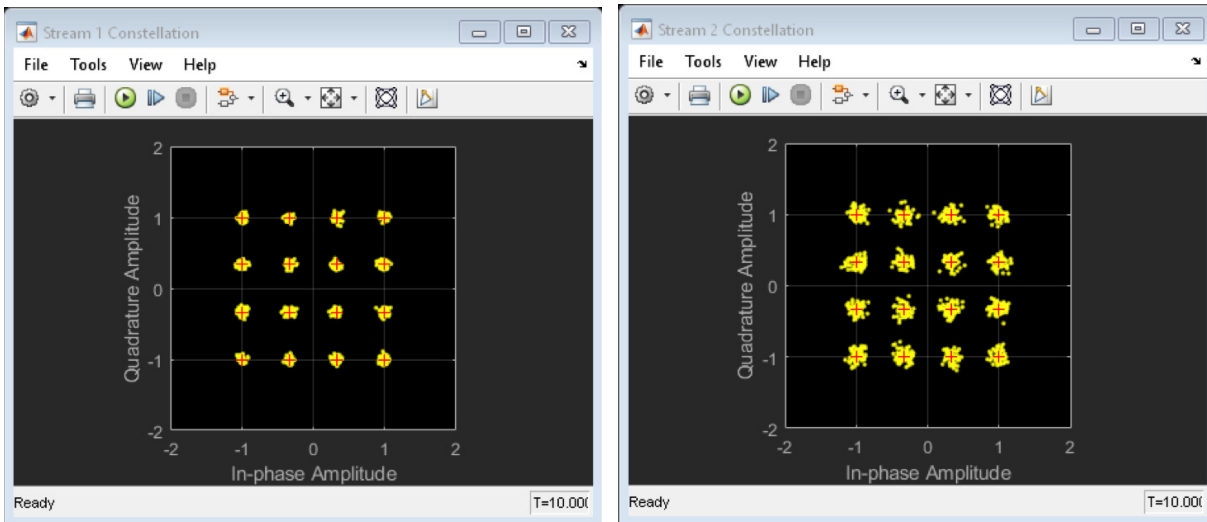 Stream 1 Constellation
File Tools View Help
2
1
0
-1
-2
Quadrature Amplitude
-2 -1 0 1 2
In-phase Amplitude
Ready T=10.00(
Stream 2 Constellation
File Tools View Help
2
1
0
-1
-2
Quadrature Amplitude
-2 -1 0 1 2
In-phase Amplitude
Ready T=10.00(